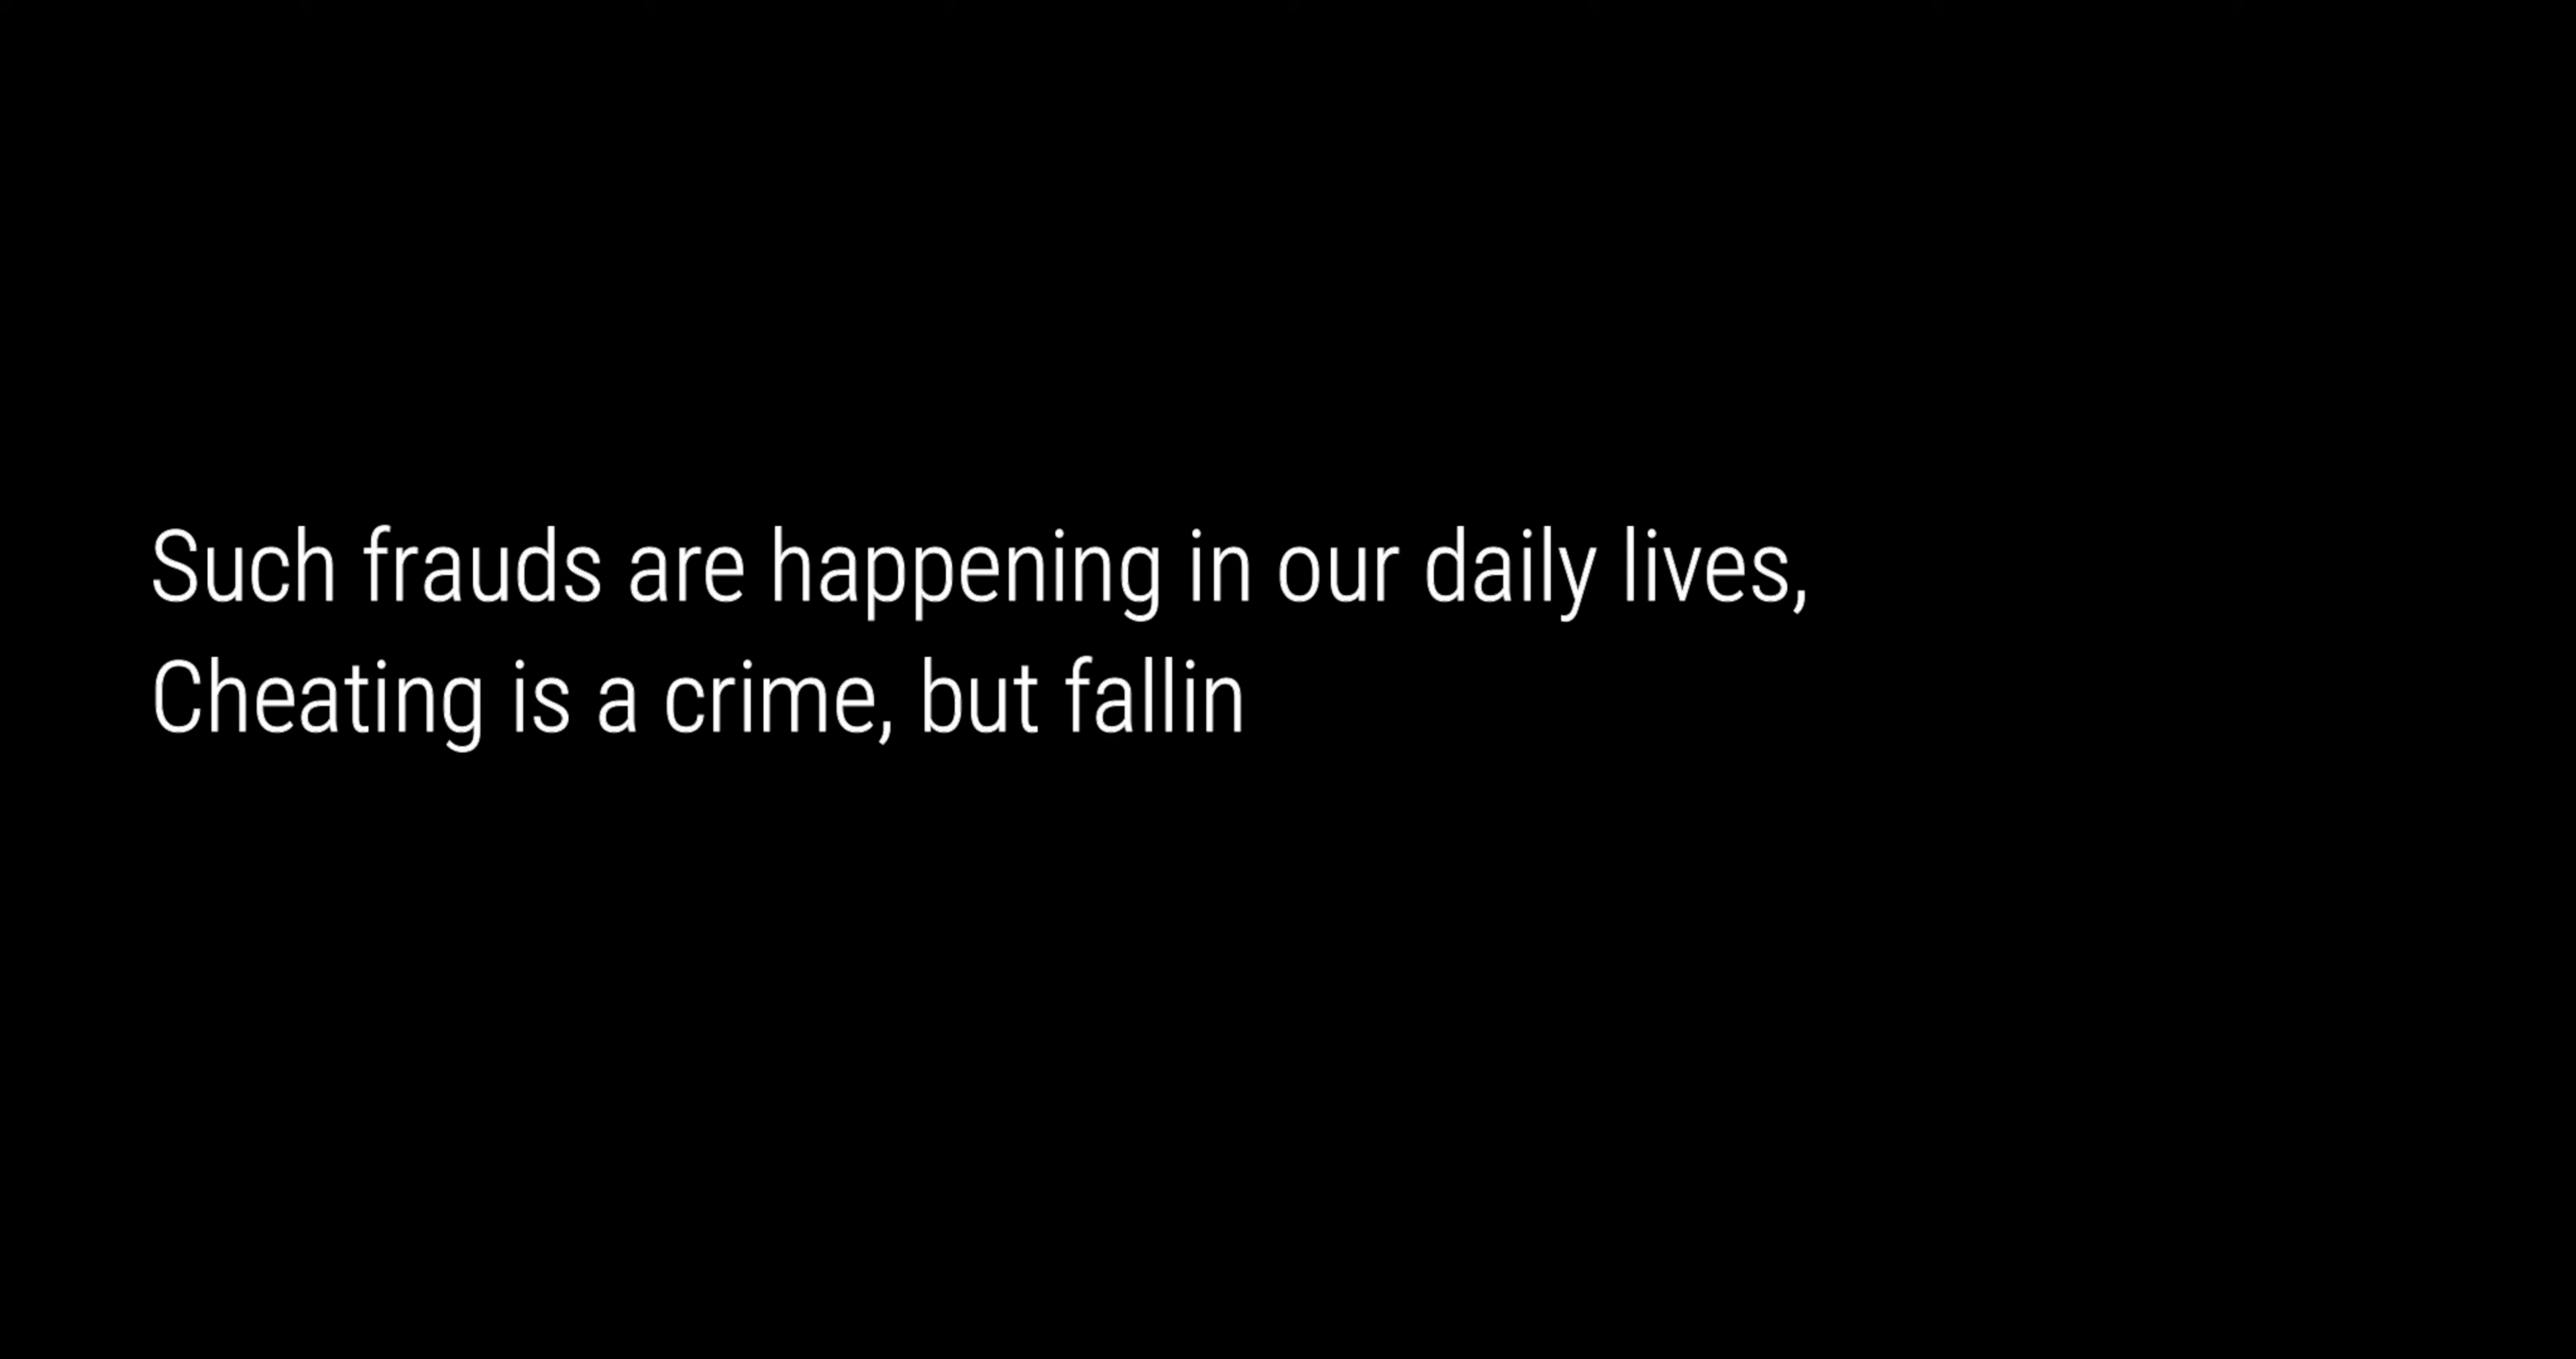 Such frauds are happening in our daily lives,
Cheating is a crime, but fallin